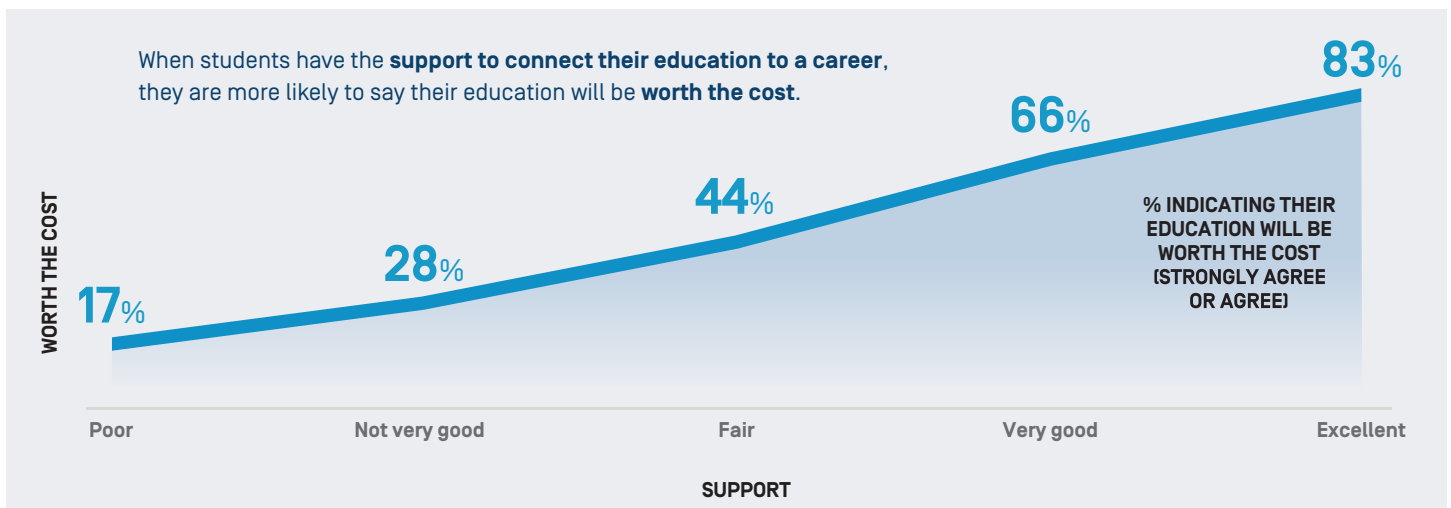 When students have the support to connect their education to a career,
they are more likely to say their education will be worth the cost.
83%
66%
44%
28%
17%
% INDICATING THEIR
EDUCATION WILL BE
WORTH THE COST
(STRONGLY AGREE
OR AGREE)
WORTH THE COST
Poor
Not very good
Fair
Very good
Excellent
SUPPORT